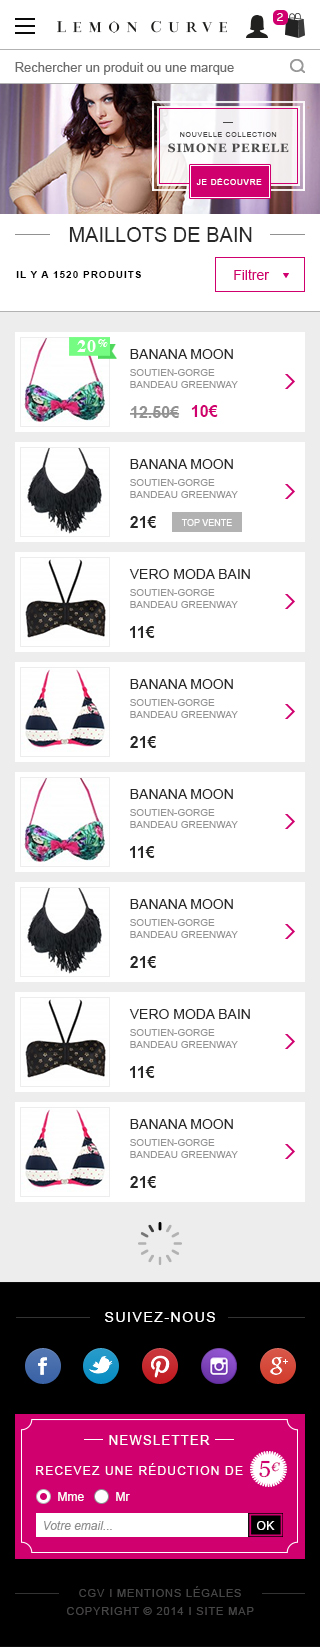 LEMON CURVE
2
Rechercher un produit ou une marque
NOUVELLE COLLECTION
SIMONE PERELE
JE DÉCOUVRE
MAILLOTS DE BAIN
IL Y A 1520 PRODUITS
Filtrer
20%
BANANA MOON
SOUTIEN-GORGE
BANDEAU GREENWAY
12.50€ 10€
BANANA MOON
SOUTIEN-GORGE
BANDEAU GREENWAY
21€ TOP VENTE
VERO MODA BAIN
SOUTIEN-GORGE
BANDEAU GREENWAY
11€
BANANA MOON
SOUTIEN-GORGE
BANDEAU GREENWAY
21€
BANANA MOON
SOUTIEN-GORGE
BANDEAU GREENWAY
11€
BANANA MOON
SOUTIEN-GORGE
BANDEAU GREENWAY
21€
VERO MODA BAIN
SOUTIEN-GORGE
BANDEAU GREENWAY
11€
BANANA MOON
SOUTIEN-GORGE
BANDEAU GREENWAY
21€
SUIVEZ-NOUS
f g+
NEWSLETTER
RECEVEZ UNE RÉDUCTION DE 5€
Mme Mr
Votre email... OK
CGV I MENTIONS LÉGALES
COPYRIGHT © 2014 I SITE MAP